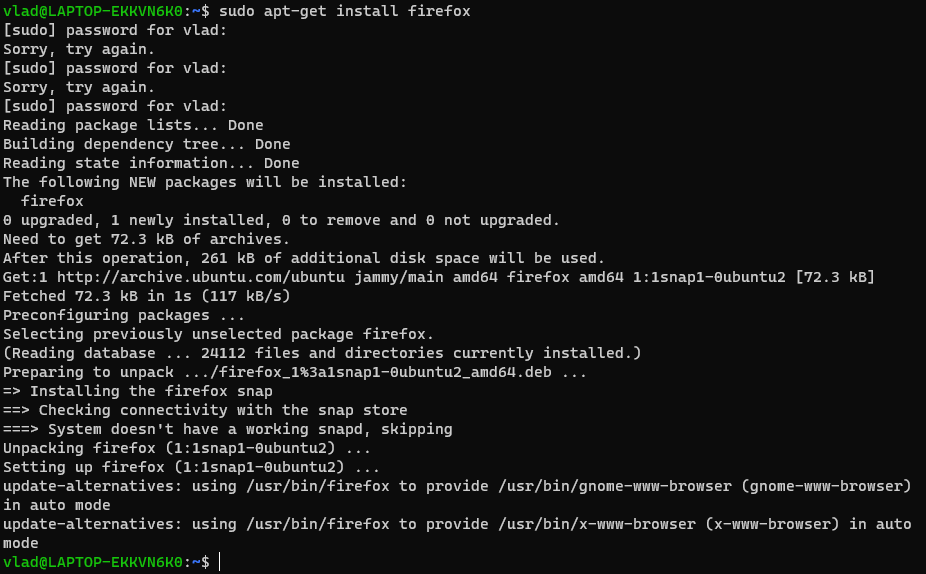 vlad@LAPTOP-EKKVN6K0:~$ sudo apt-get install firefox
[sudo] password for vlad:
Sorry, try again.
[sudo] password for vlad:
Sorry, try again.
[sudo] password for vlad:
Reading package lists... Done
Building dependency tree... Done
Reading state information... Done
The following NEW packages will be installed:
  firefox
0 upgraded, 1 newly installed, 0 to remove and 0 not upgraded.
Need to get 72.3 kB of archives.
After this operation, 261 kB of additional disk space will be used.
Get:1 http://archive.ubuntu.com/ubuntu jammy/main amd64 firefox amd64 1:1snap1-0ubuntu2 [72.3 kB]
Fetched 72.3 kB in 1s (117 kB/s)
Preconfiguring packages ...
Selecting previously unselected package firefox.
(Reading database ... 24112 files and directories currently installed.)
Preparing to unpack .../firefox_1%3a1snap1-0ubuntu2_amd64.deb ...
=> Installing the firefox snap
==> Checking connectivity with the snap store
===> System doesn't have a working snapd, skipping
Unpacking firefox (1:1snap1-0ubuntu2) ...
Setting up firefox (1:1snap1-0ubuntu2) ...
update-alternatives: using /usr/bin/firefox to provide /usr/bin/gnome-www-browser (gnome-www-browser)
in auto mode
update-alternatives: using /usr/bin/firefox to provide /usr/bin/x-www-browser (x-www-browser) in auto
mode
vlad@LAPTOP-EKKVN6K0:~$